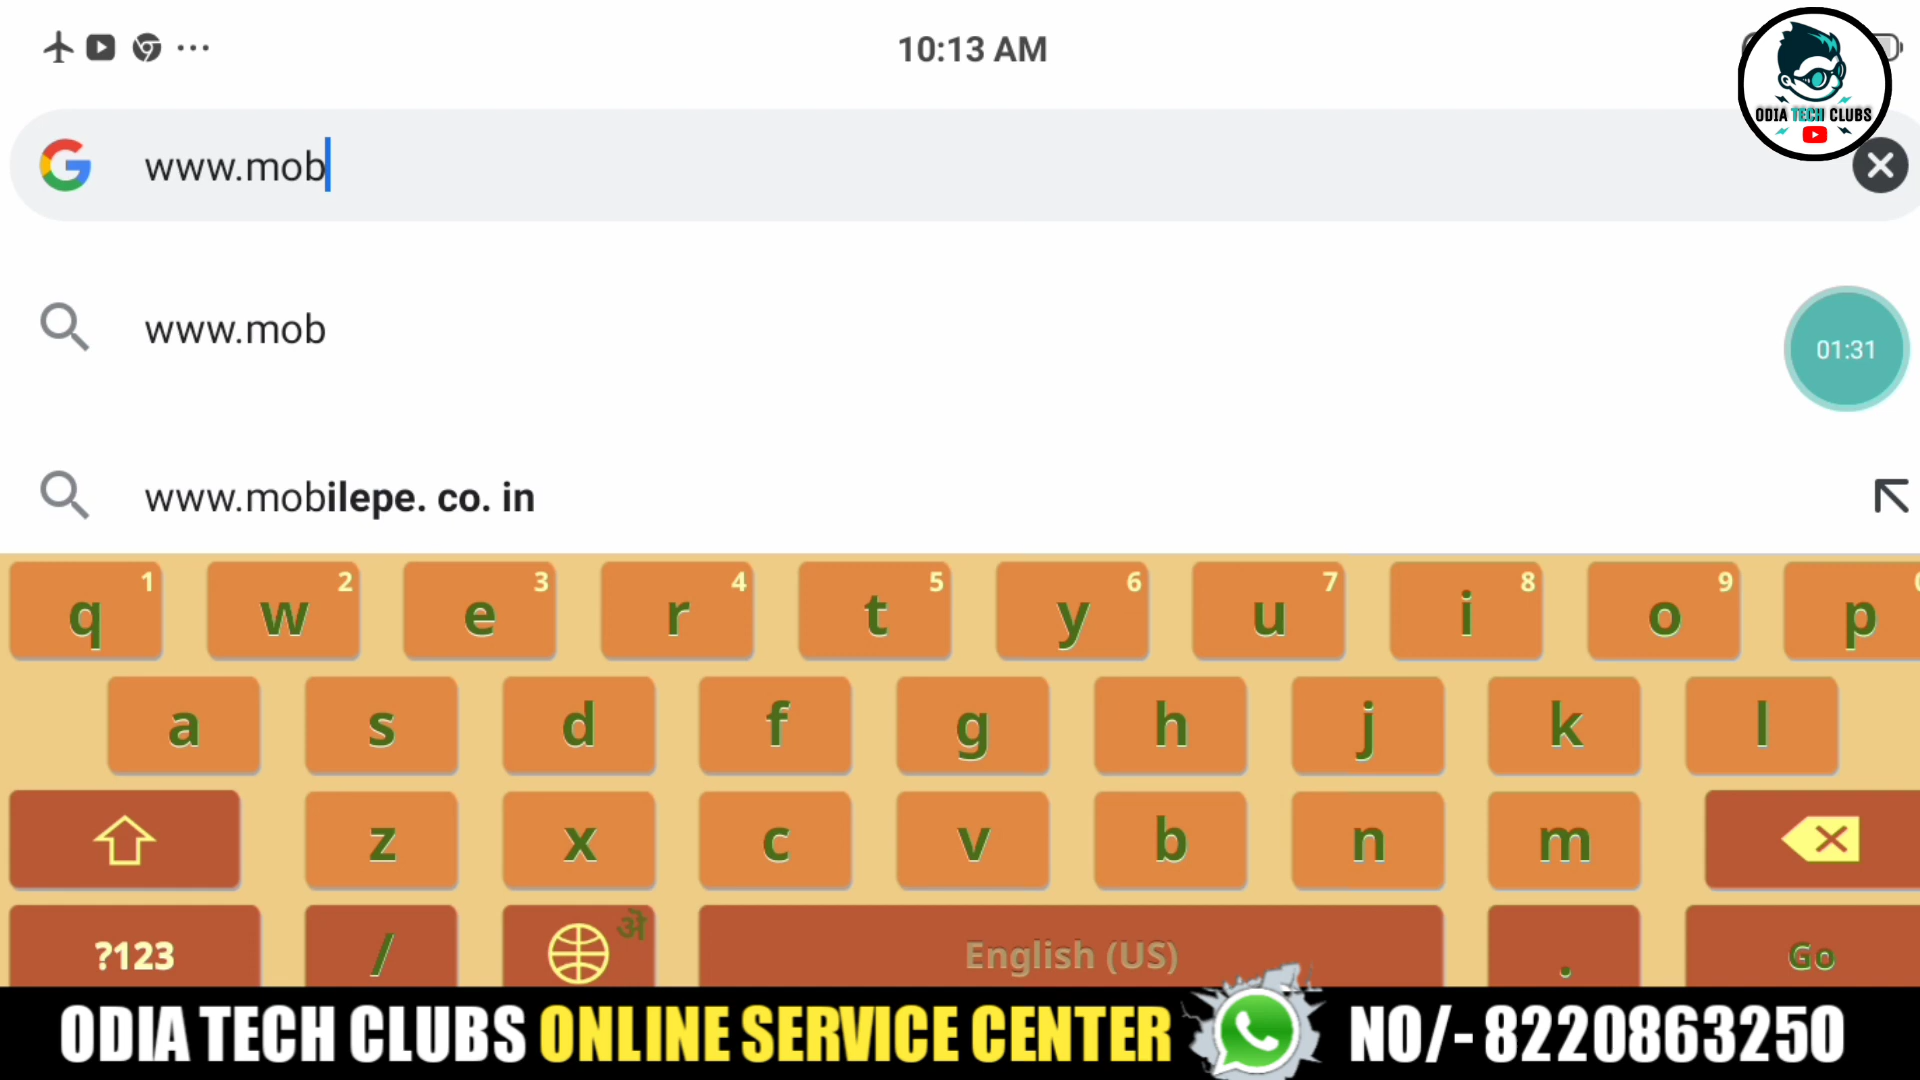 10:13 AM
ODIA TECH CLUBS
www.mob
www.mob
01:31
www.mobilepe. co. in
q 1 w 2 e 3 r 4 t 5 y 6 u 7 i 8 o 9 p
a s d f g h j k l
z x c v b n m
?123 / अ English (US) . Go
ODIA TECH CLUBS ONLINE SERVICE CENTER NO/- 8220863250